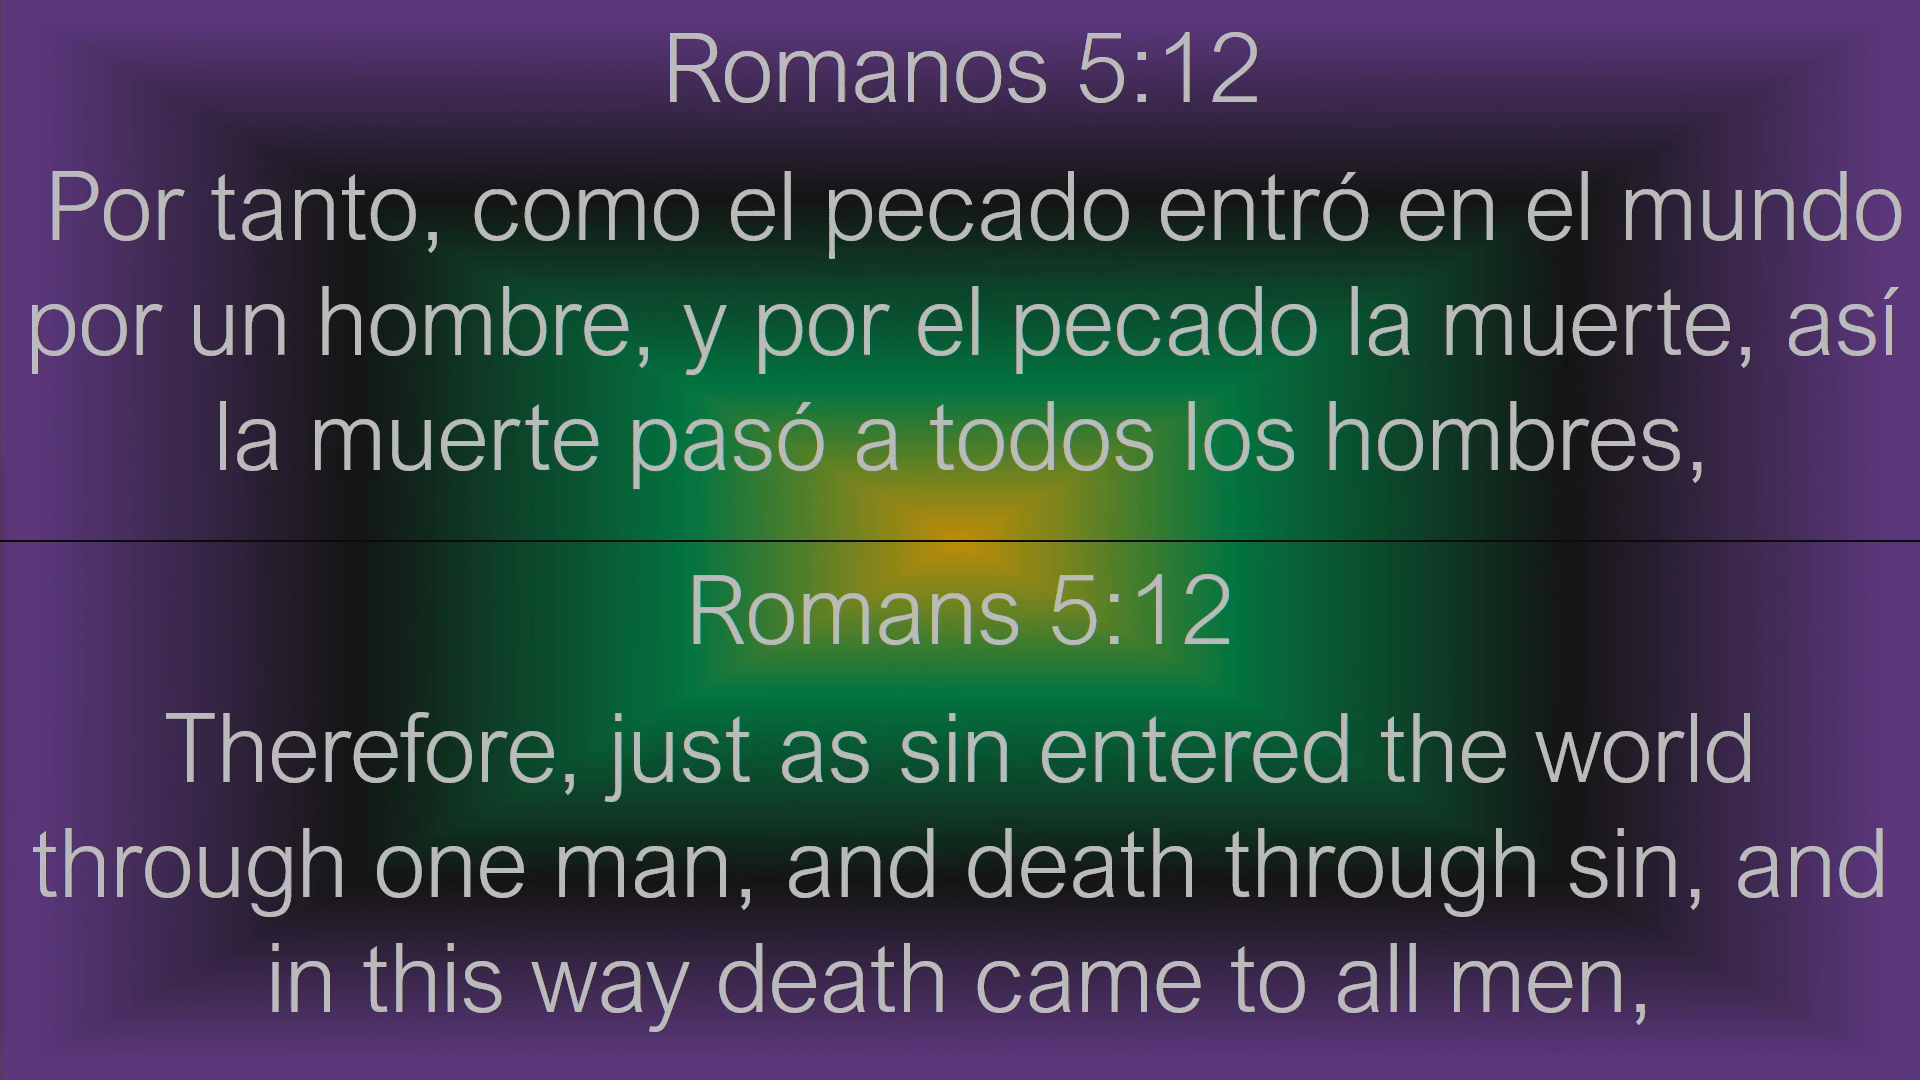 Romanos 5:12
Por tanto, como el pecado entró en el mundo
por un hombre, y por el pecado la muerte, así
la muerte pasó a todos los hombres,
Romans 5:12
Therefore, just as sin entered the world
through one man, and death through sin, and
in this way death came to all men,